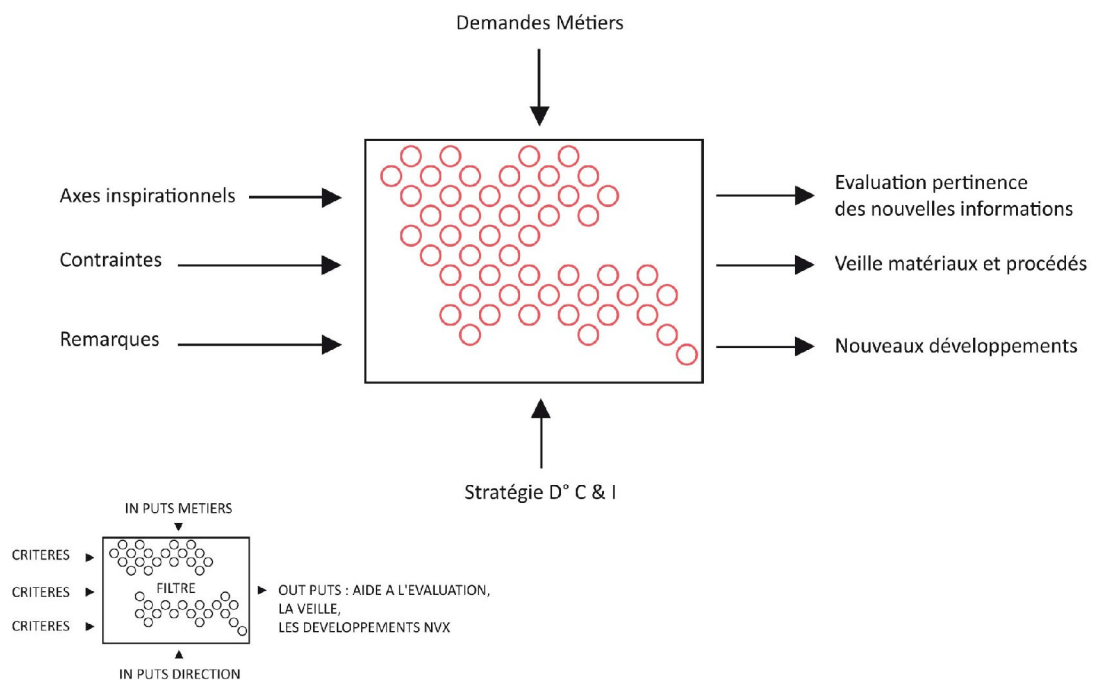 Demandes Métiers
Axes inspirationnels
Contraintes
Remarques
Evaluation pertinence
des nouvelles informations
Veille matériaux et procédés
Nouveaux développements
Stratégie D° C & I
IN PUTS METIERS
CRITERES
CRITERES
CRITERES
FILTRE
OUT PUTS : AIDE A L'EVALUATION,
LA VEILLE,
LES DEVELOPPEMENTS NVX
IN PUTS DIRECTION